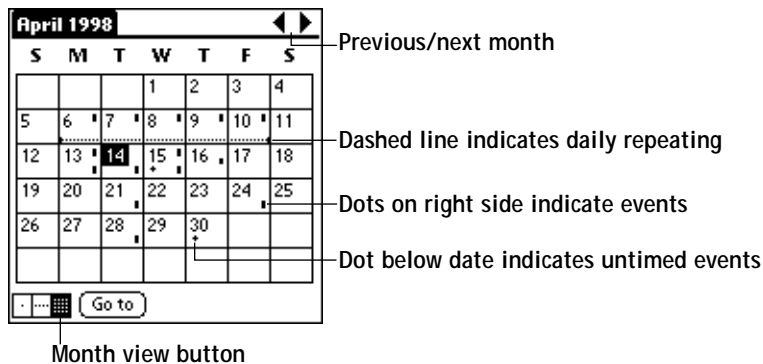 April 1998
Previous/next month
S M T W T F S
1 2 3 4
5 6 7 8 9 10 11
Dashed line indicates daily repeating
12 13 14 15 16 17 18
19 20 21 22 23 24 25
Dots on right side indicate events
26 27 28 29 30
Dot below date indicates untimed events
Go to
Month view button